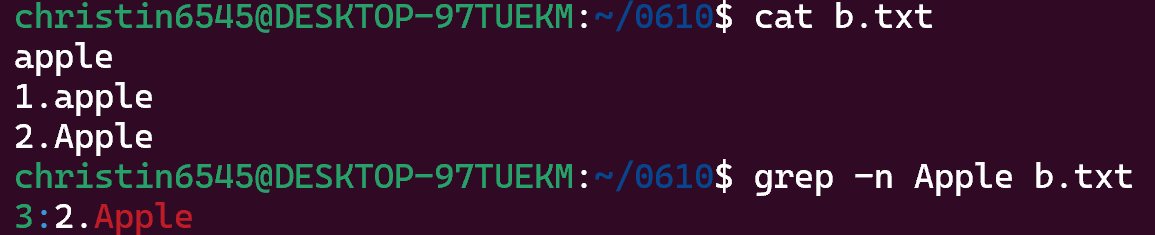 christin6545@DESKTOP-97TUEKM:~/0610$ cat b.txt
apple
1.apple
2.Apple
christin6545@DESKTOP-97TUEKM:~/0610$ grep -n Apple b.txt
3:2.Apple